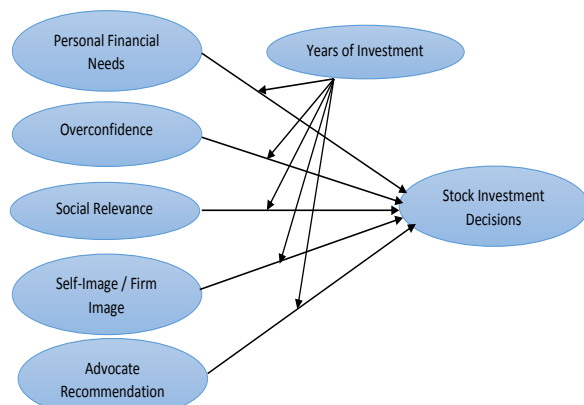 Personal Financial
Needs
Years of Investment
Overconfidence
Social Relevance
Stock Investment
Decisions
Self-Image / Firm
Image
Advocate
Recommendation